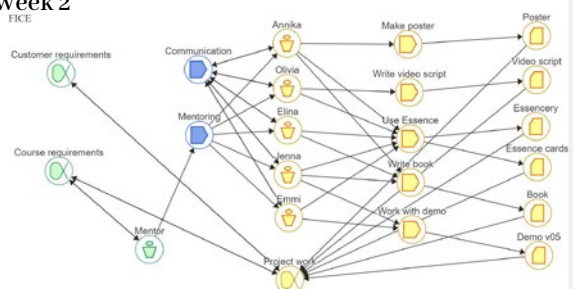 Week 2
FICE
Customer requirements
Course requirements
Mentor
Communication
Mentoring
Annika
Olivia
Elina
Jenna
Emmi
Project work
Make poster
Write video script
Use Essence
Write book
Work with demo
Poster
Video script
Essencery
Essence cards
Book
Demo v05